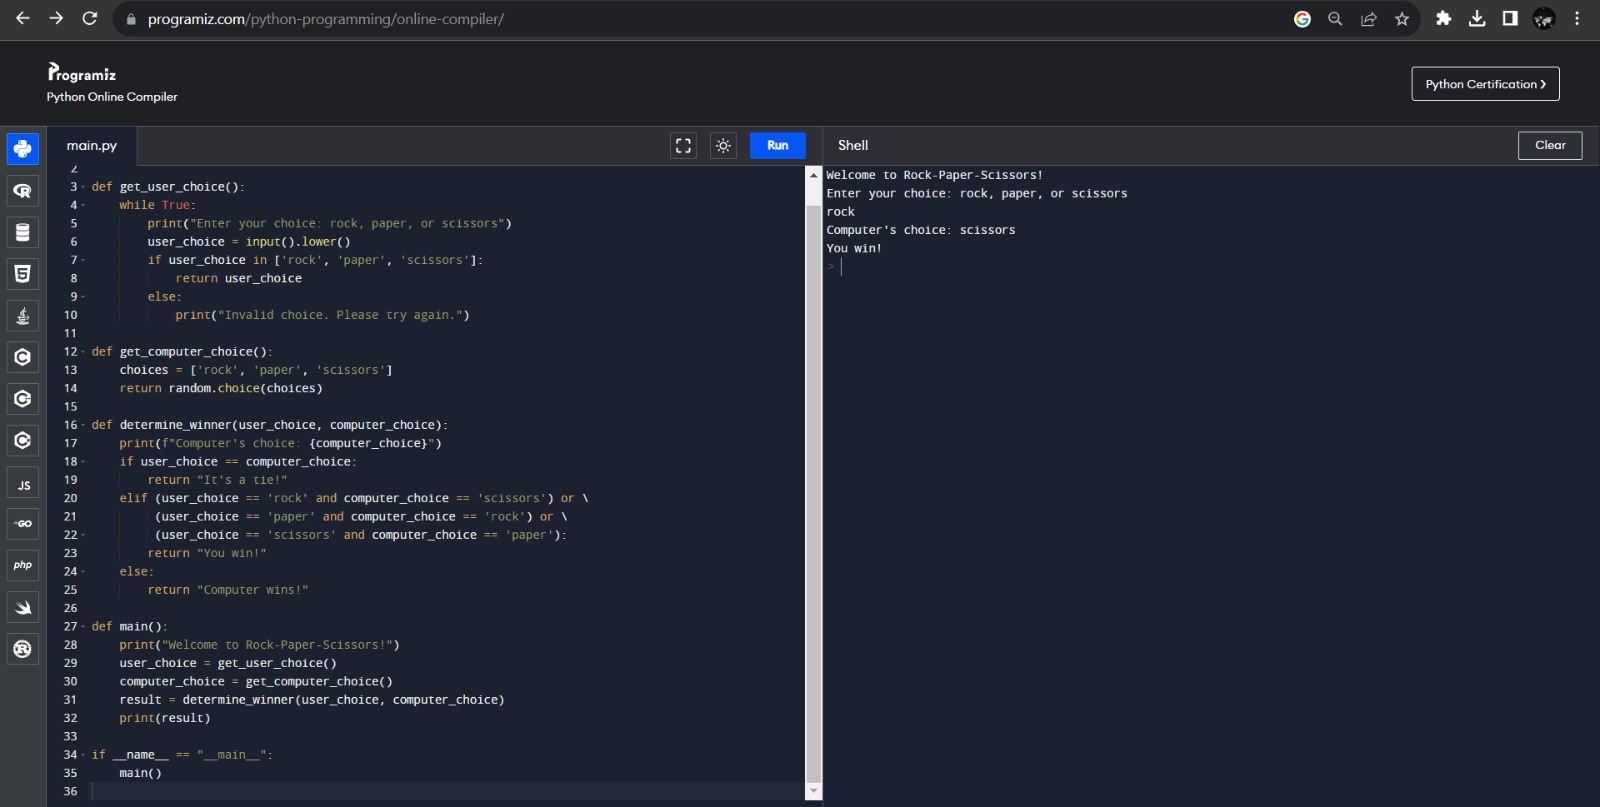 programiz.com/python-programming/online-compiler/
Programiz
Python Online Compiler
Python Certification
main.py
Run
2
3 def get_user_choice():
4     while True:
5         print("Enter your choice: rock, paper, or scissors")
6         user_choice = input().lower()
7         if user_choice in ['rock', 'paper', 'scissors']:
8             return user_choice
9         else:
10             print("Invalid choice. Please try again.")
11
12 def get_computer_choice():
13     choices = ['rock', 'paper', 'scissors']
14     return random.choice(choices)
15
16 def determine_winner(user_choice, computer_choice):
17     print(f"Computer's choice: {computer_choice}")
18     if user_choice == computer_choice:
19         return "It's a tie!"
20     elif (user_choice == 'rock' and computer_choice == 'scissors') or \
21          (user_choice == 'paper' and computer_choice == 'rock') or \
22          (user_choice == 'scissors' and computer_choice == 'paper'):
23         return "You win!"
24     else:
25         return "Computer wins!"
26
27 def main():
28     print("Welcome to Rock-Paper-Scissors!")
29     user_choice = get_user_choice()
30     computer_choice = get_computer_choice()
31     result = determine_winner(user_choice, computer_choice)
32     print(result)
33
34 if __name__ == "__main__":
35     main()
36
Shell
Clear
Welcome to Rock-Paper-Scissors!
Enter your choice: rock, paper, or scissors
rock
Computer's choice: scissors
You win!
>
R
5
C
C
C
JS
GO
php
R